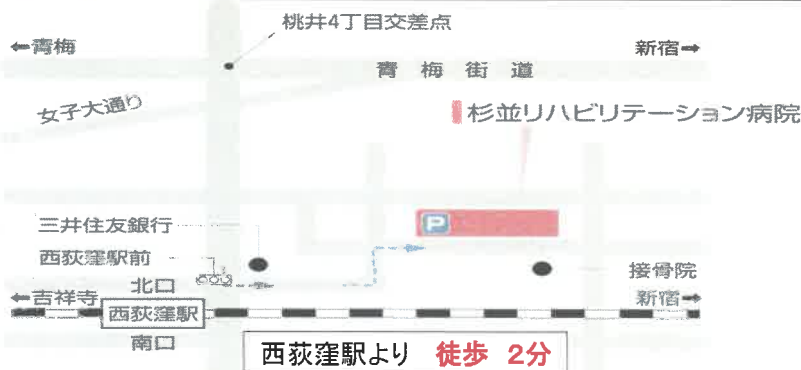 桃井4丁目交差点
←青梅
新宿→
青梅街道
女子大通り
杉並リハビリテーション病院
P
三井住友銀行
西荻窪駅前
接骨院
北口
←吉祥寺
新宿→
西荻窪駅
南口
西荻窪駅より 徒歩 2分